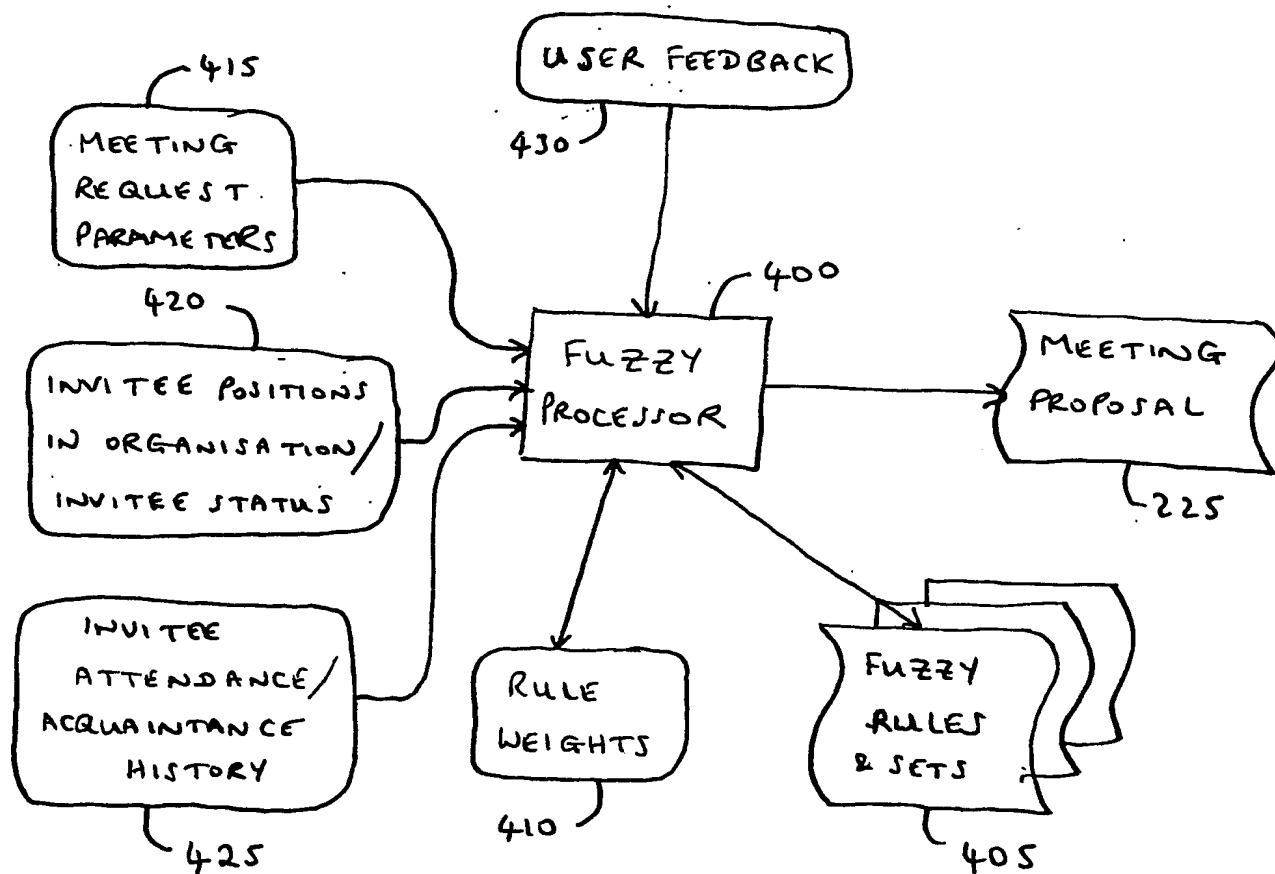 USER FEEDBACK
430
415
MEETING
REQUEST
PARAMETERS
420
INVITEE POSITIONS
IN ORGANISATION/
INVITEE STATUS
INVITEE
ATTENDANCE/
ACQUAINTANCE
HISTORY
425
400
FUZZY
PROCESSOR
MEETING
PROPOSAL
225
RULE
WEIGHTS
410
FUZZY
RULES
& SETS
405